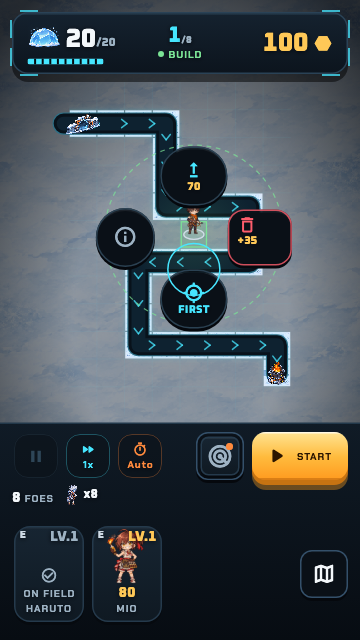 20/20
1/8
BUILD
100
70
+35
FIRST
1x
Auto
START
8 FOES
x8
E LV.1
ON FIELD
HARUTO
E LV.1
80
MIO